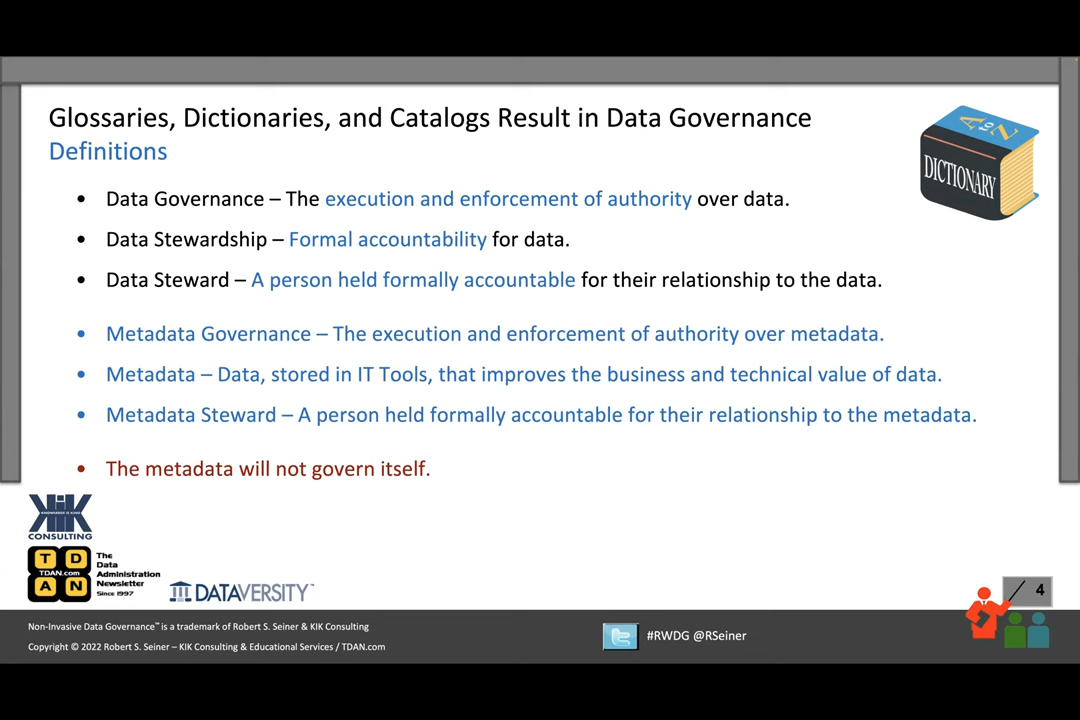 Glossaries, Dictionaries, and Catalogs Result in Data Governance
Definitions
A to Z
DICTIONARY
• Data Governance – The execution and enforcement of authority over data.
• Data Stewardship – Formal accountability for data.
• Data Steward – A person held formally accountable for their relationship to the data.
• Metadata Governance – The execution and enforcement of authority over metadata.
• Metadata – Data, stored in IT Tools, that improves the business and technical value of data.
• Metadata Steward – A person held formally accountable for their relationship to the metadata.
• The metadata will not govern itself.
KiK
KNOWLEDGE IS KING
CONSULTING
T D
TDAN.com
A N
The
Data
Administration
Newsletter
Since 1997
DATAVERSITY™
4
Non-Invasive Data Governance™ is a trademark of Robert S. Seiner & KIK Consulting
Copyright © 2022 Robert S. Seiner – KIK Consulting & Educational Services / TDAN.com
#RWDG @RSeiner